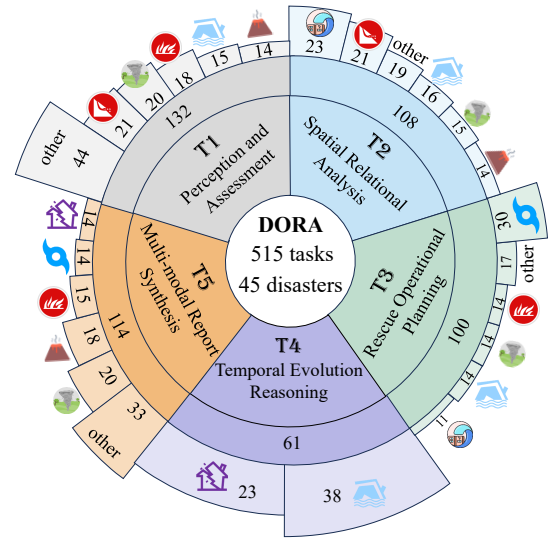 DORA
515 tasks
45 disasters
T1
Perception and
Assessment
132
other
44
21
20
18
15
14
T2
Spatial Relational
Analysis
108
23
21
other
19
16
15
14
T3
Rescue Operational
Planning
100
30
other
17
14
14
14
11
T4
Temporal Evolution
Reasoning
61
38
23
T5
Multi-modal Report
Synthesis
114
other
33
20
18
15
14
14